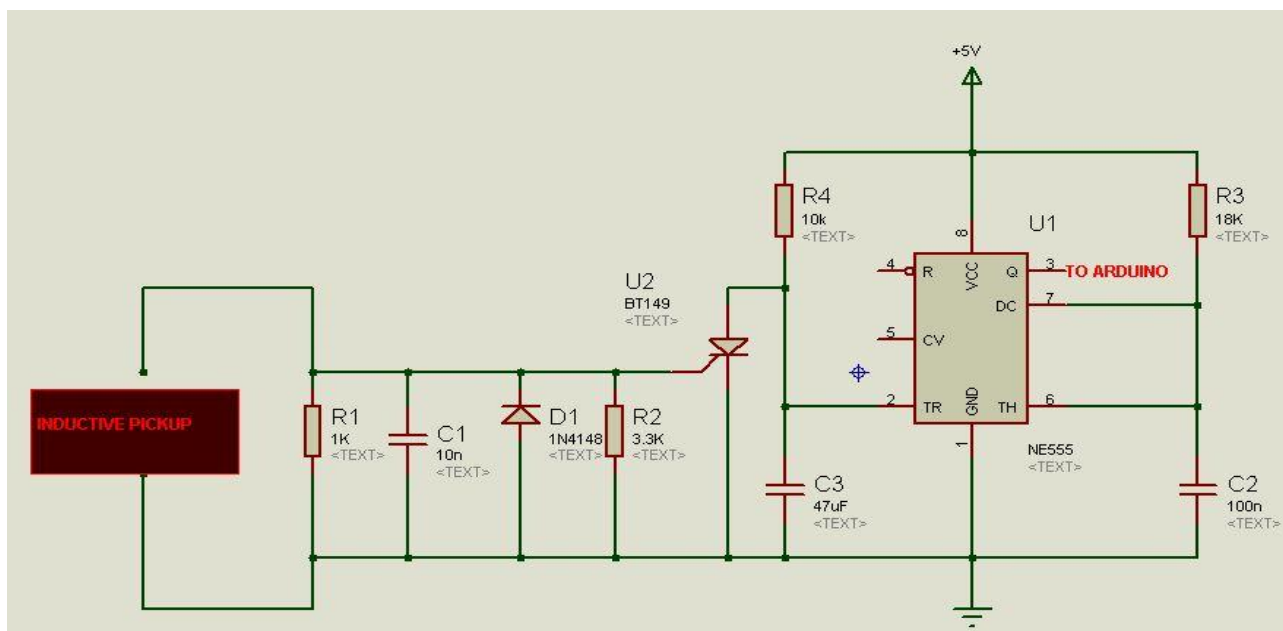 +5V
R4
10k
<TEXT>
R3
18K
<TEXT>
U1
8
VCC
4
R
Q
3
TO ARDUINO
DC
7
5
CV
2
TR
GND
TH
6
1
NE555
<TEXT>
U2
BT149
<TEXT>
INDUCTIVE PICKUP
R1
1K
<TEXT>
C1
10n
<TEXT>
D1
1N4148
<TEXT>
R2
3.3K
<TEXT>
C3
47uF
<TEXT>
C2
100n
<TEXT>